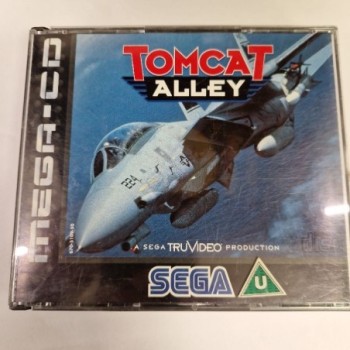 TOMCAT
ALLEY
MEGA-CD
A SEGA TRUVIDEO PRODUCTION
SEGA
U